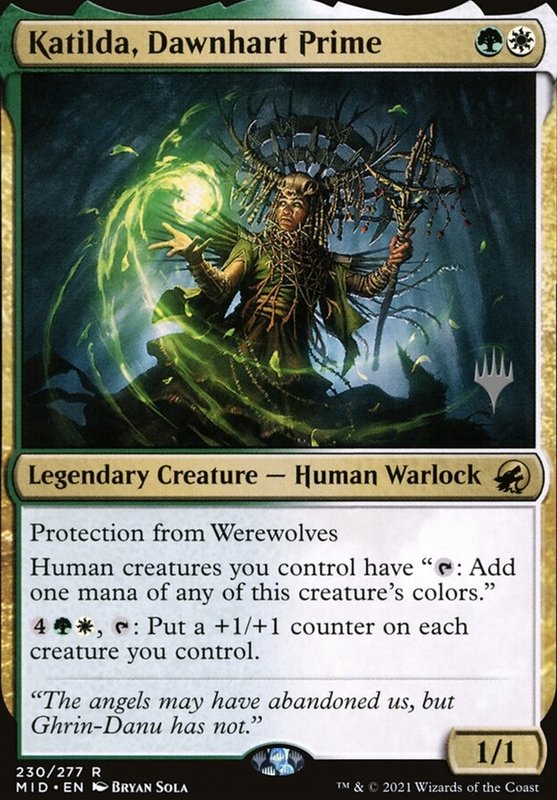 Katilda, Dawnhart Prime
Legendary Creature — Human Warlock
Protection from Werewolves
Human creatures you control have “: Add
one mana of any of this creature’s colors.”
4, : Put a +1/+1 counter on each
creature you control.
“The angels may have abandoned us, but
Ghrin-Danu has not.”
1/1
230/277 R
MID • EN Bryan Sola
™ & © 2021 Wizards of the Coast